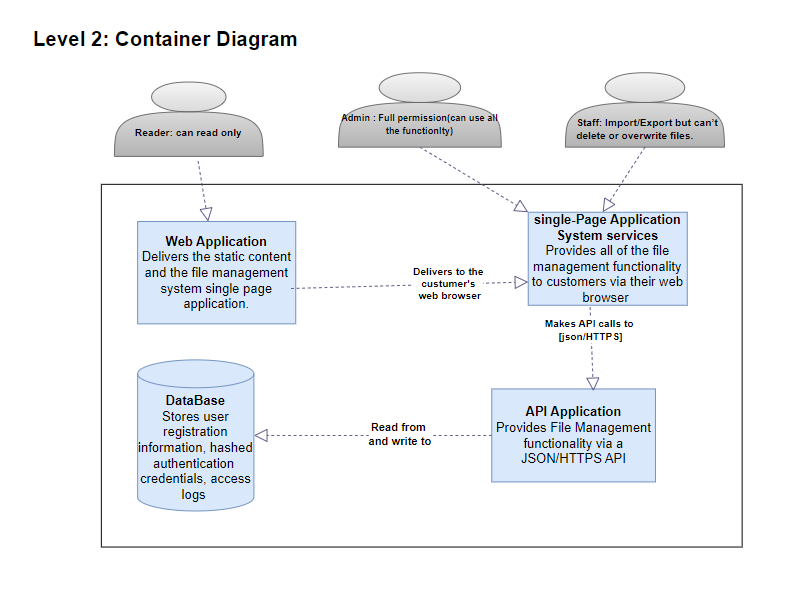 Level 2: Container Diagram
Reader: can read only
Admin : Full permission(can use all
the functionlty)
Staff: Import/Export but can't
delete or overwrite files.
Web Application
Delivers the static content
and the file management
system single page
application.
single-Page Application
System services
Provides all of the file
management functionality
to customers via their web
browser
Delivers to the
custumer's
web browser
Makes API calls to
[json/HTTPS]
DataBase
Stores user
registration
information, hashed
authentication
credentials, access
logs
Read from
and write to
API Application
Provides File Management
functionality via a
JSON/HTTPS API